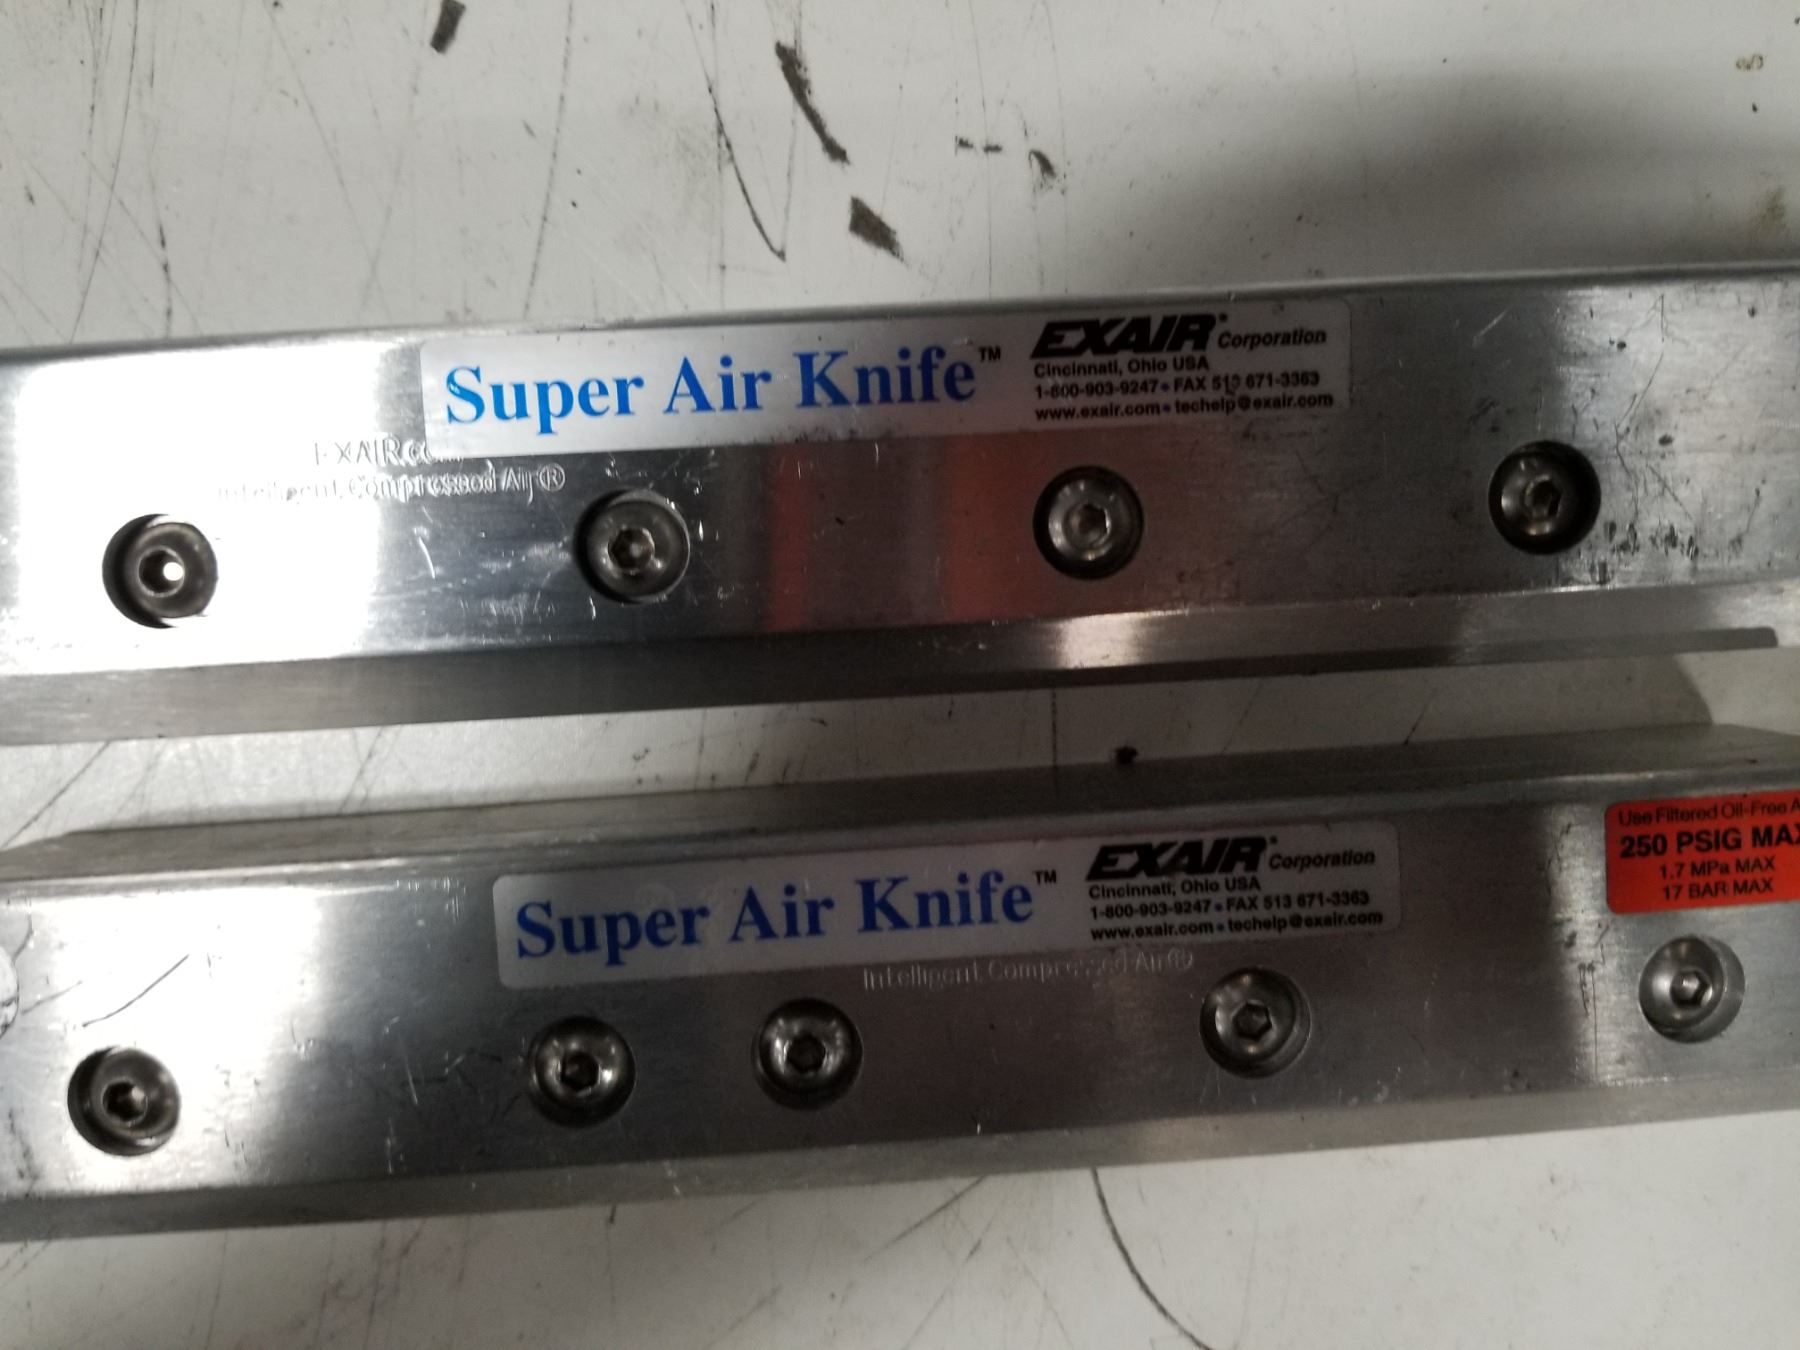 Super Air Knife™
EXAIR® Corporation
Cincinnati, Ohio USA
1-800-903-9247 • FAX 513 671-3363
www.exair.com • techelp@exair.com
EXAIR.co
Intelligent Compressed Air®
Super Air Knife™
EXAIR® Corporation
Cincinnati, Ohio USA
1-800-903-9247 • FAX 513 671-3363
www.exair.com • techelp@exair.com
Intelligent Compressed Air®
Use Filtered Oil-Free
250 PSIG MAX
1.7 MPa MAX
17 BAR MAX